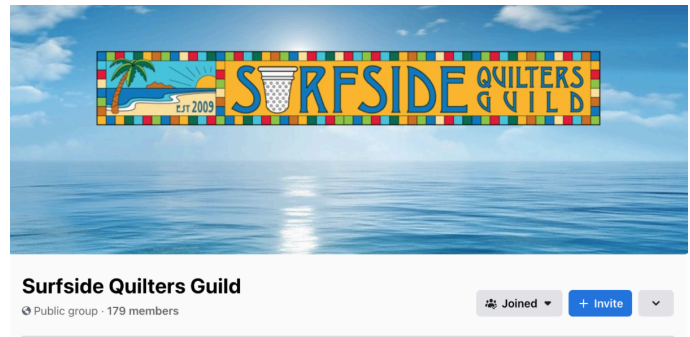 EST 2009
SURFSIDE QUILTERS
GUILD
Surfside Quilters Guild
Public group · 179 members
Joined
+ Invite